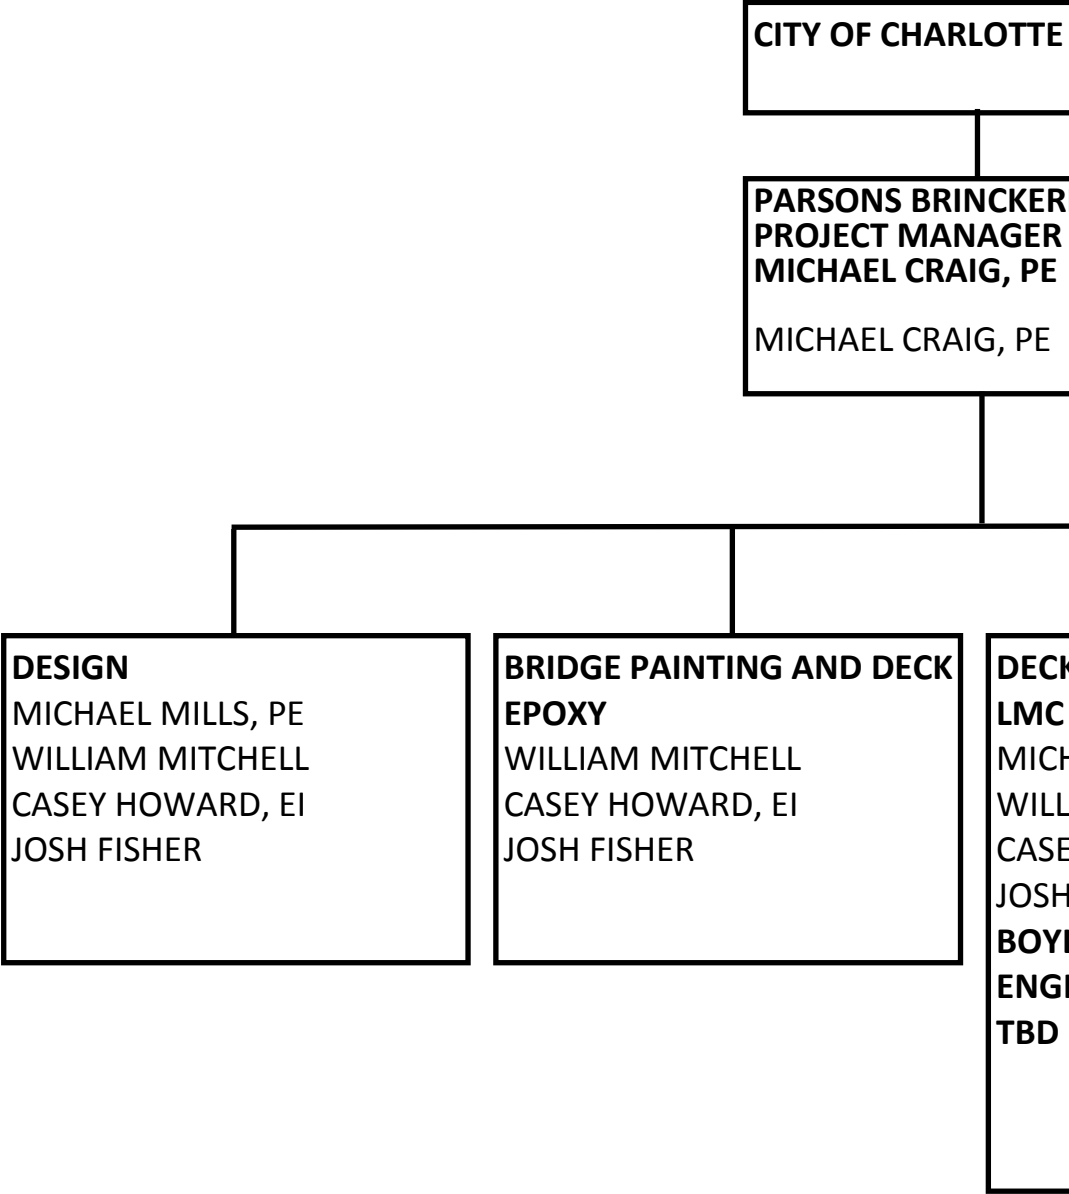 CITY OF CHARLOTTE
PARSONS
PROJECT MANAGER
MICHAEL CRAIG, PE
MICHAEL CRAIG, PE
DESIGN
MICHAEL MILLS, PE
WILLIAM MITCHELL
CASEY HOWARD, EI
JOSH FISHER
BRIDGE PAINTING AND DECK
EPOXY
WILLIAM MITCHELL
CASEY HOWARD, EI
JOSH FISHER
LMC
JOSH
TBD